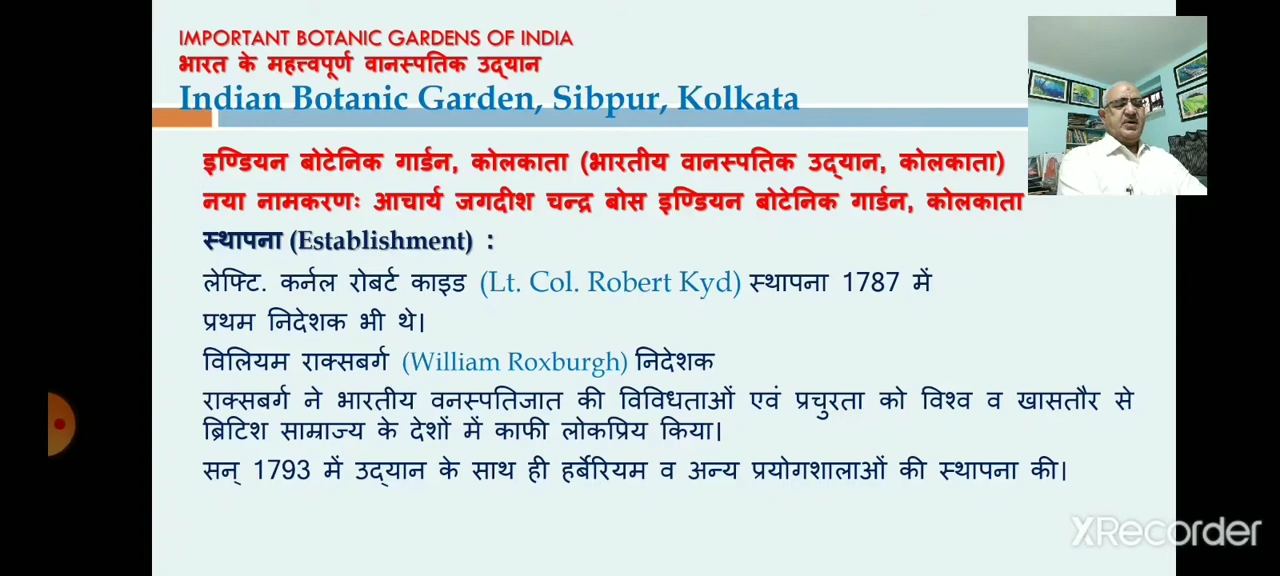 IMPORTANT BOTANIC GARDENS OF INDIA
भारत के महत्त्वपूर्ण वानस्पतिक उद्यान
Indian Botanic Garden, Sibpur, Kolkata
इण्डियन बोटेनिक गार्डन, कोलकाता (भारतीय वानस्पतिक उद्यान, कोलकाता)
नया नामकरणः आचार्य जगदीश चन्द्र बोस इण्डियन बोटेनिक गार्डन, कोलकाता
स्थापना (Establishment) :
लेफ्टि. कर्नल रोबर्ट काइड (Lt. Col. Robert Kyd) स्थापना 1787 में
प्रथम निदेशक भी थे।
विलियम राक्सबर्ग (William Roxburgh) निदेशक
राक्सबर्ग ने भारतीय वनस्पतिजात की विविधताओं एवं प्रचुरता को विश्व व खासतौर से
ब्रिटिश साम्राज्य के देशों में काफी लोकप्रिय किया।
सन् 1793 में उद्यान के साथ ही हर्बेरियम व अन्य प्रयोगशालाओं की स्थापना की।
XRecorder